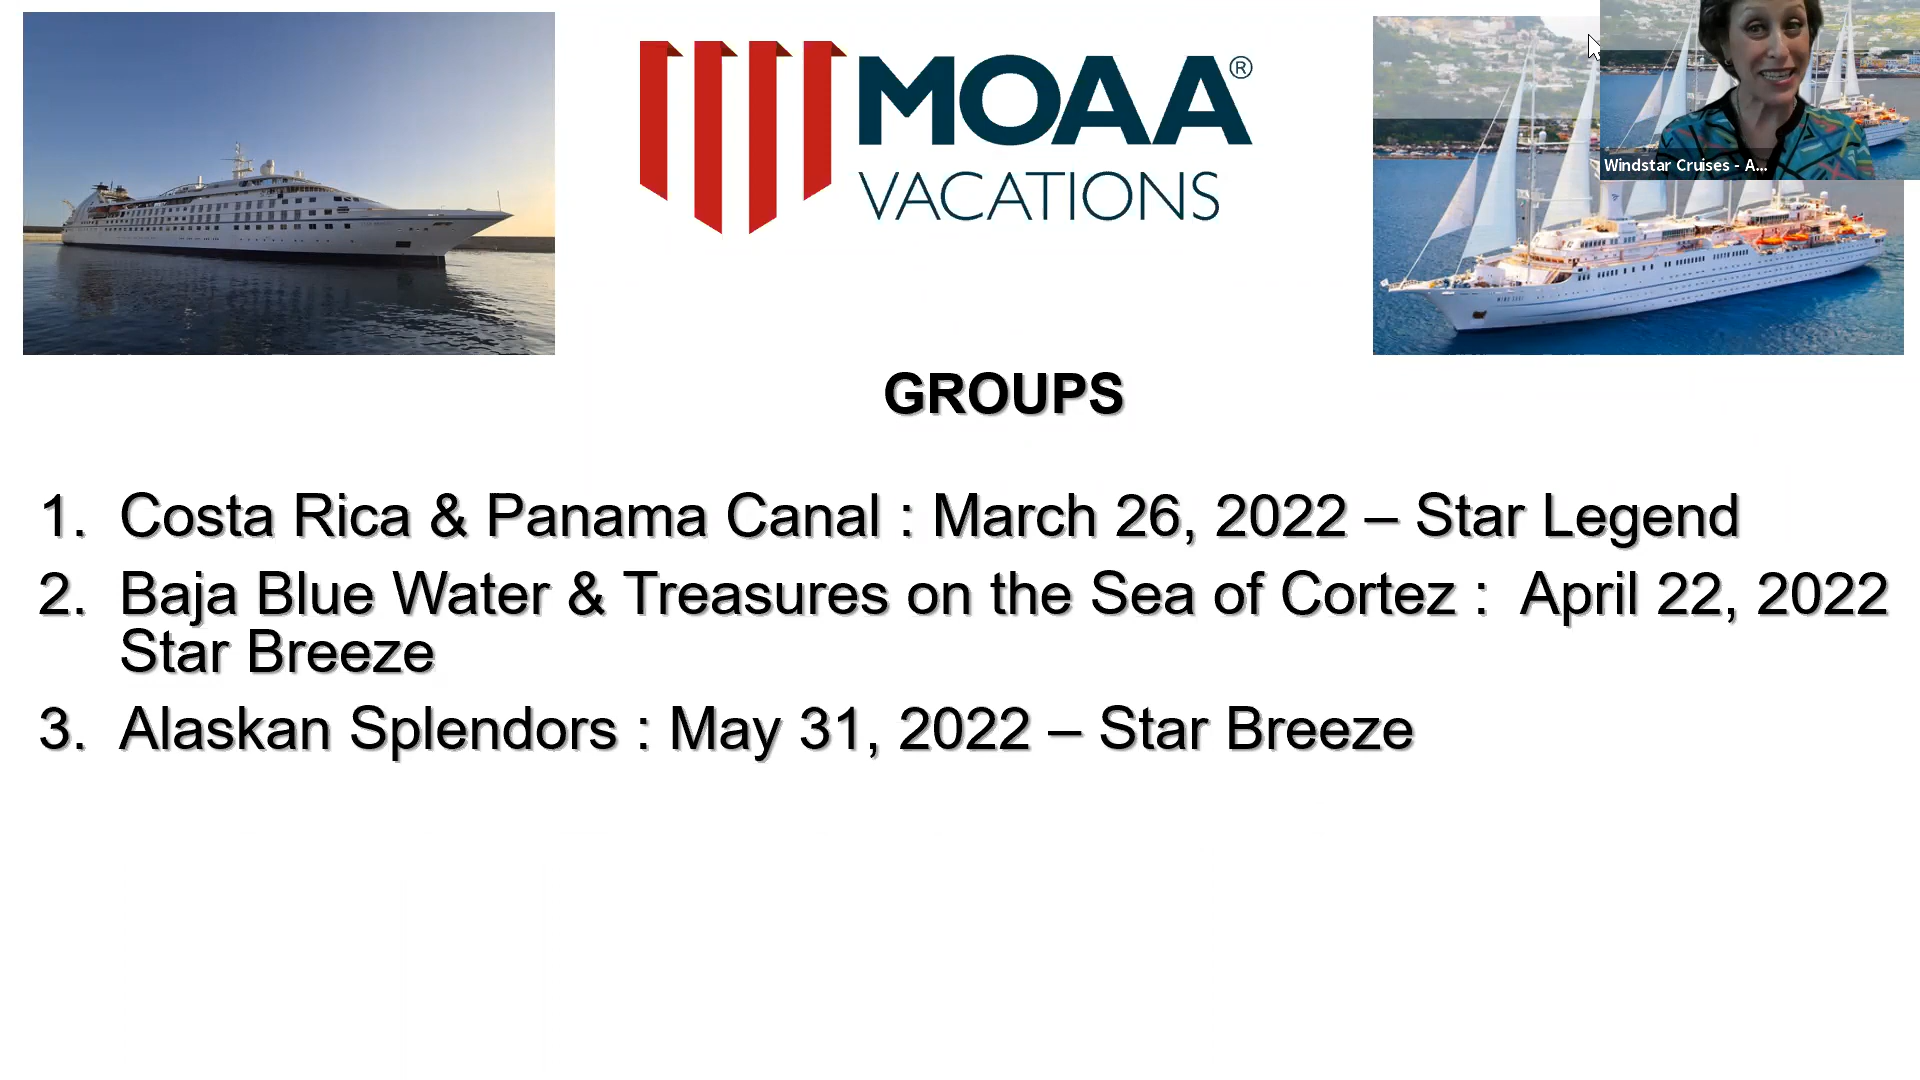 MOAA®
VACATIONS
Windstar Cruises - A...
GROUPS
1. Costa Rica & Panama Canal : March 26, 2022 – Star Legend
2. Baja Blue Water & Treasures on the Sea of Cortez : April 22, 2022
Star Breeze
3. Alaskan Splendors : May 31, 2022 – Star Breeze